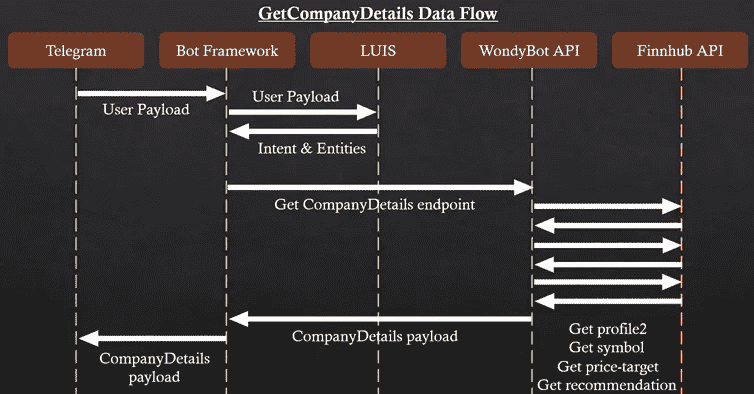 GetCompanyDetails Data Flow
Telegram
Bot Framework
LUIS
WondyBot API
Finnhub API
User Payload
User Payload
Intent & Entities
Get CompanyDetails endpoint
CompanyDetails payload
CompanyDetails
payload
Get profile2
Get symbol
Get price-target
Get recommendation